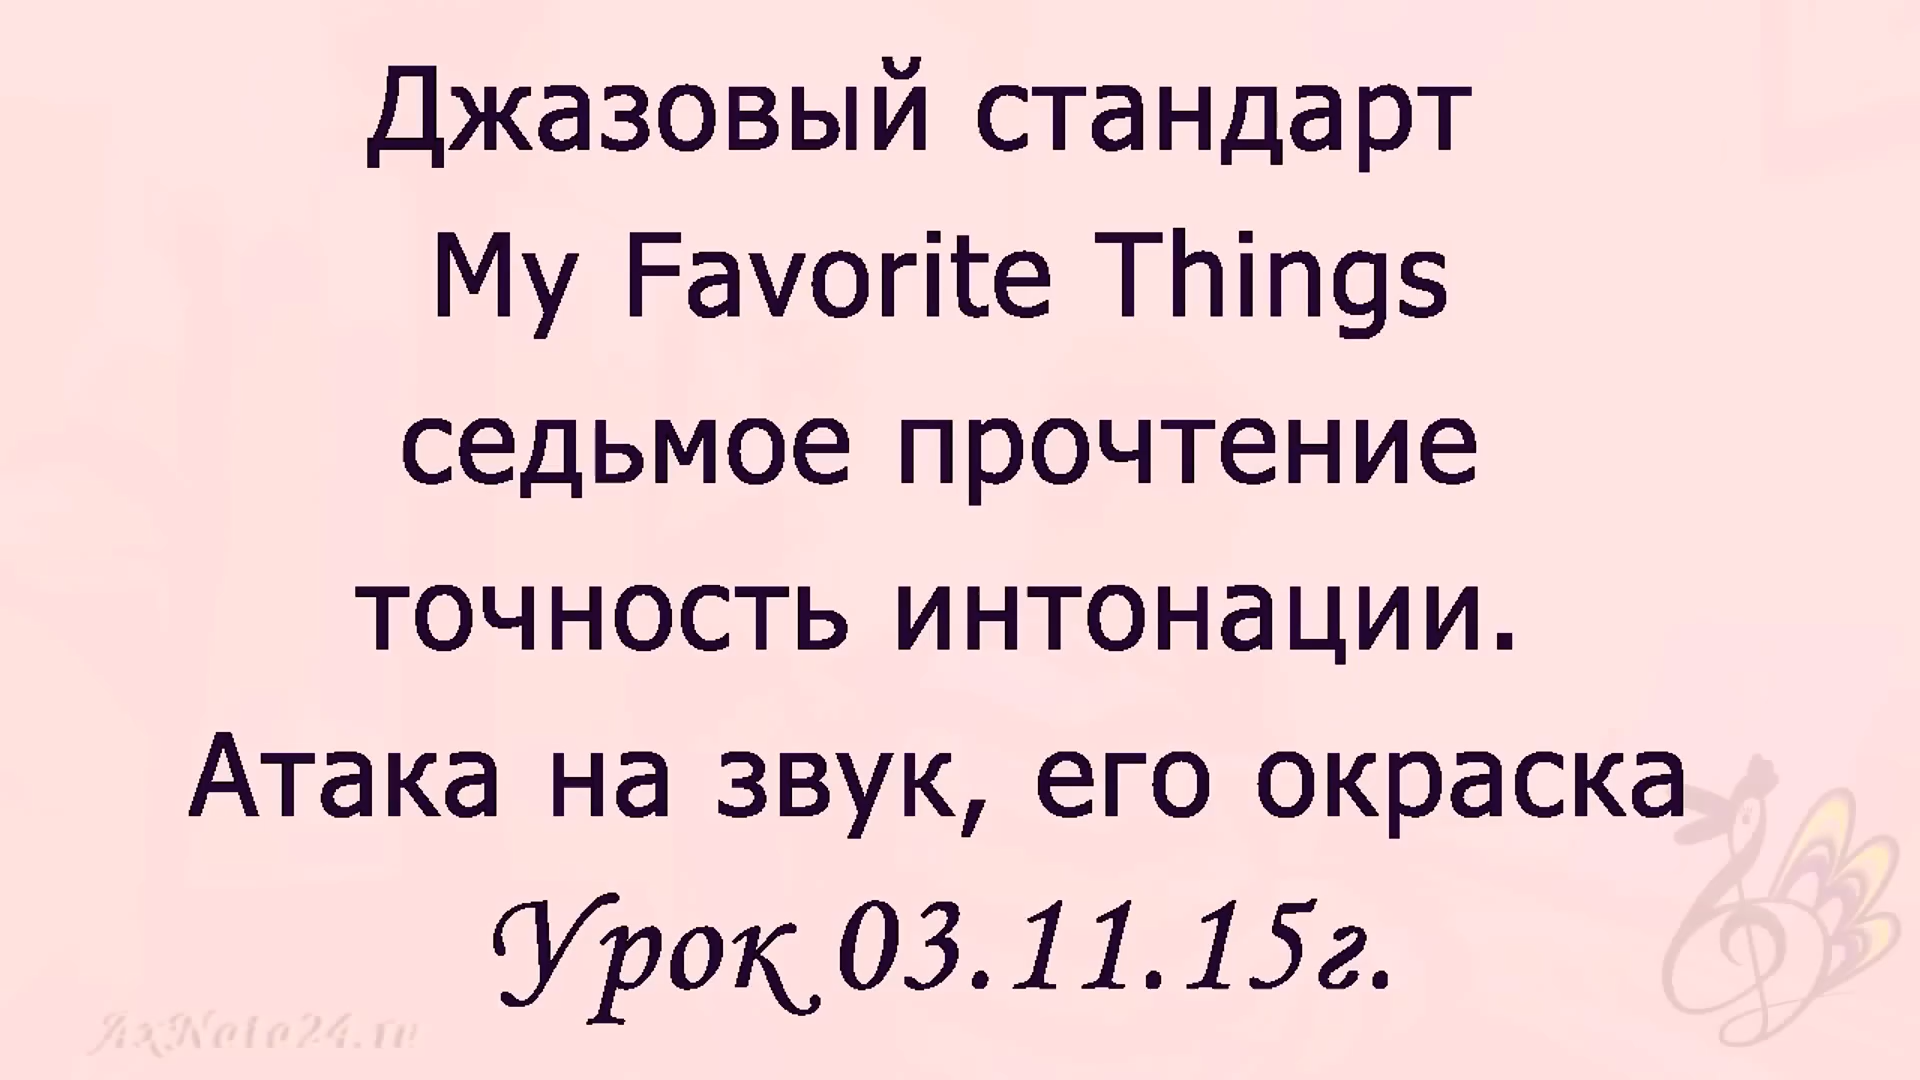 Джазовый стандарт
My Favorite Things
седьмое прочтение
точность интонации.
Атака на звук, его окраска
Урок 03.11.15г.